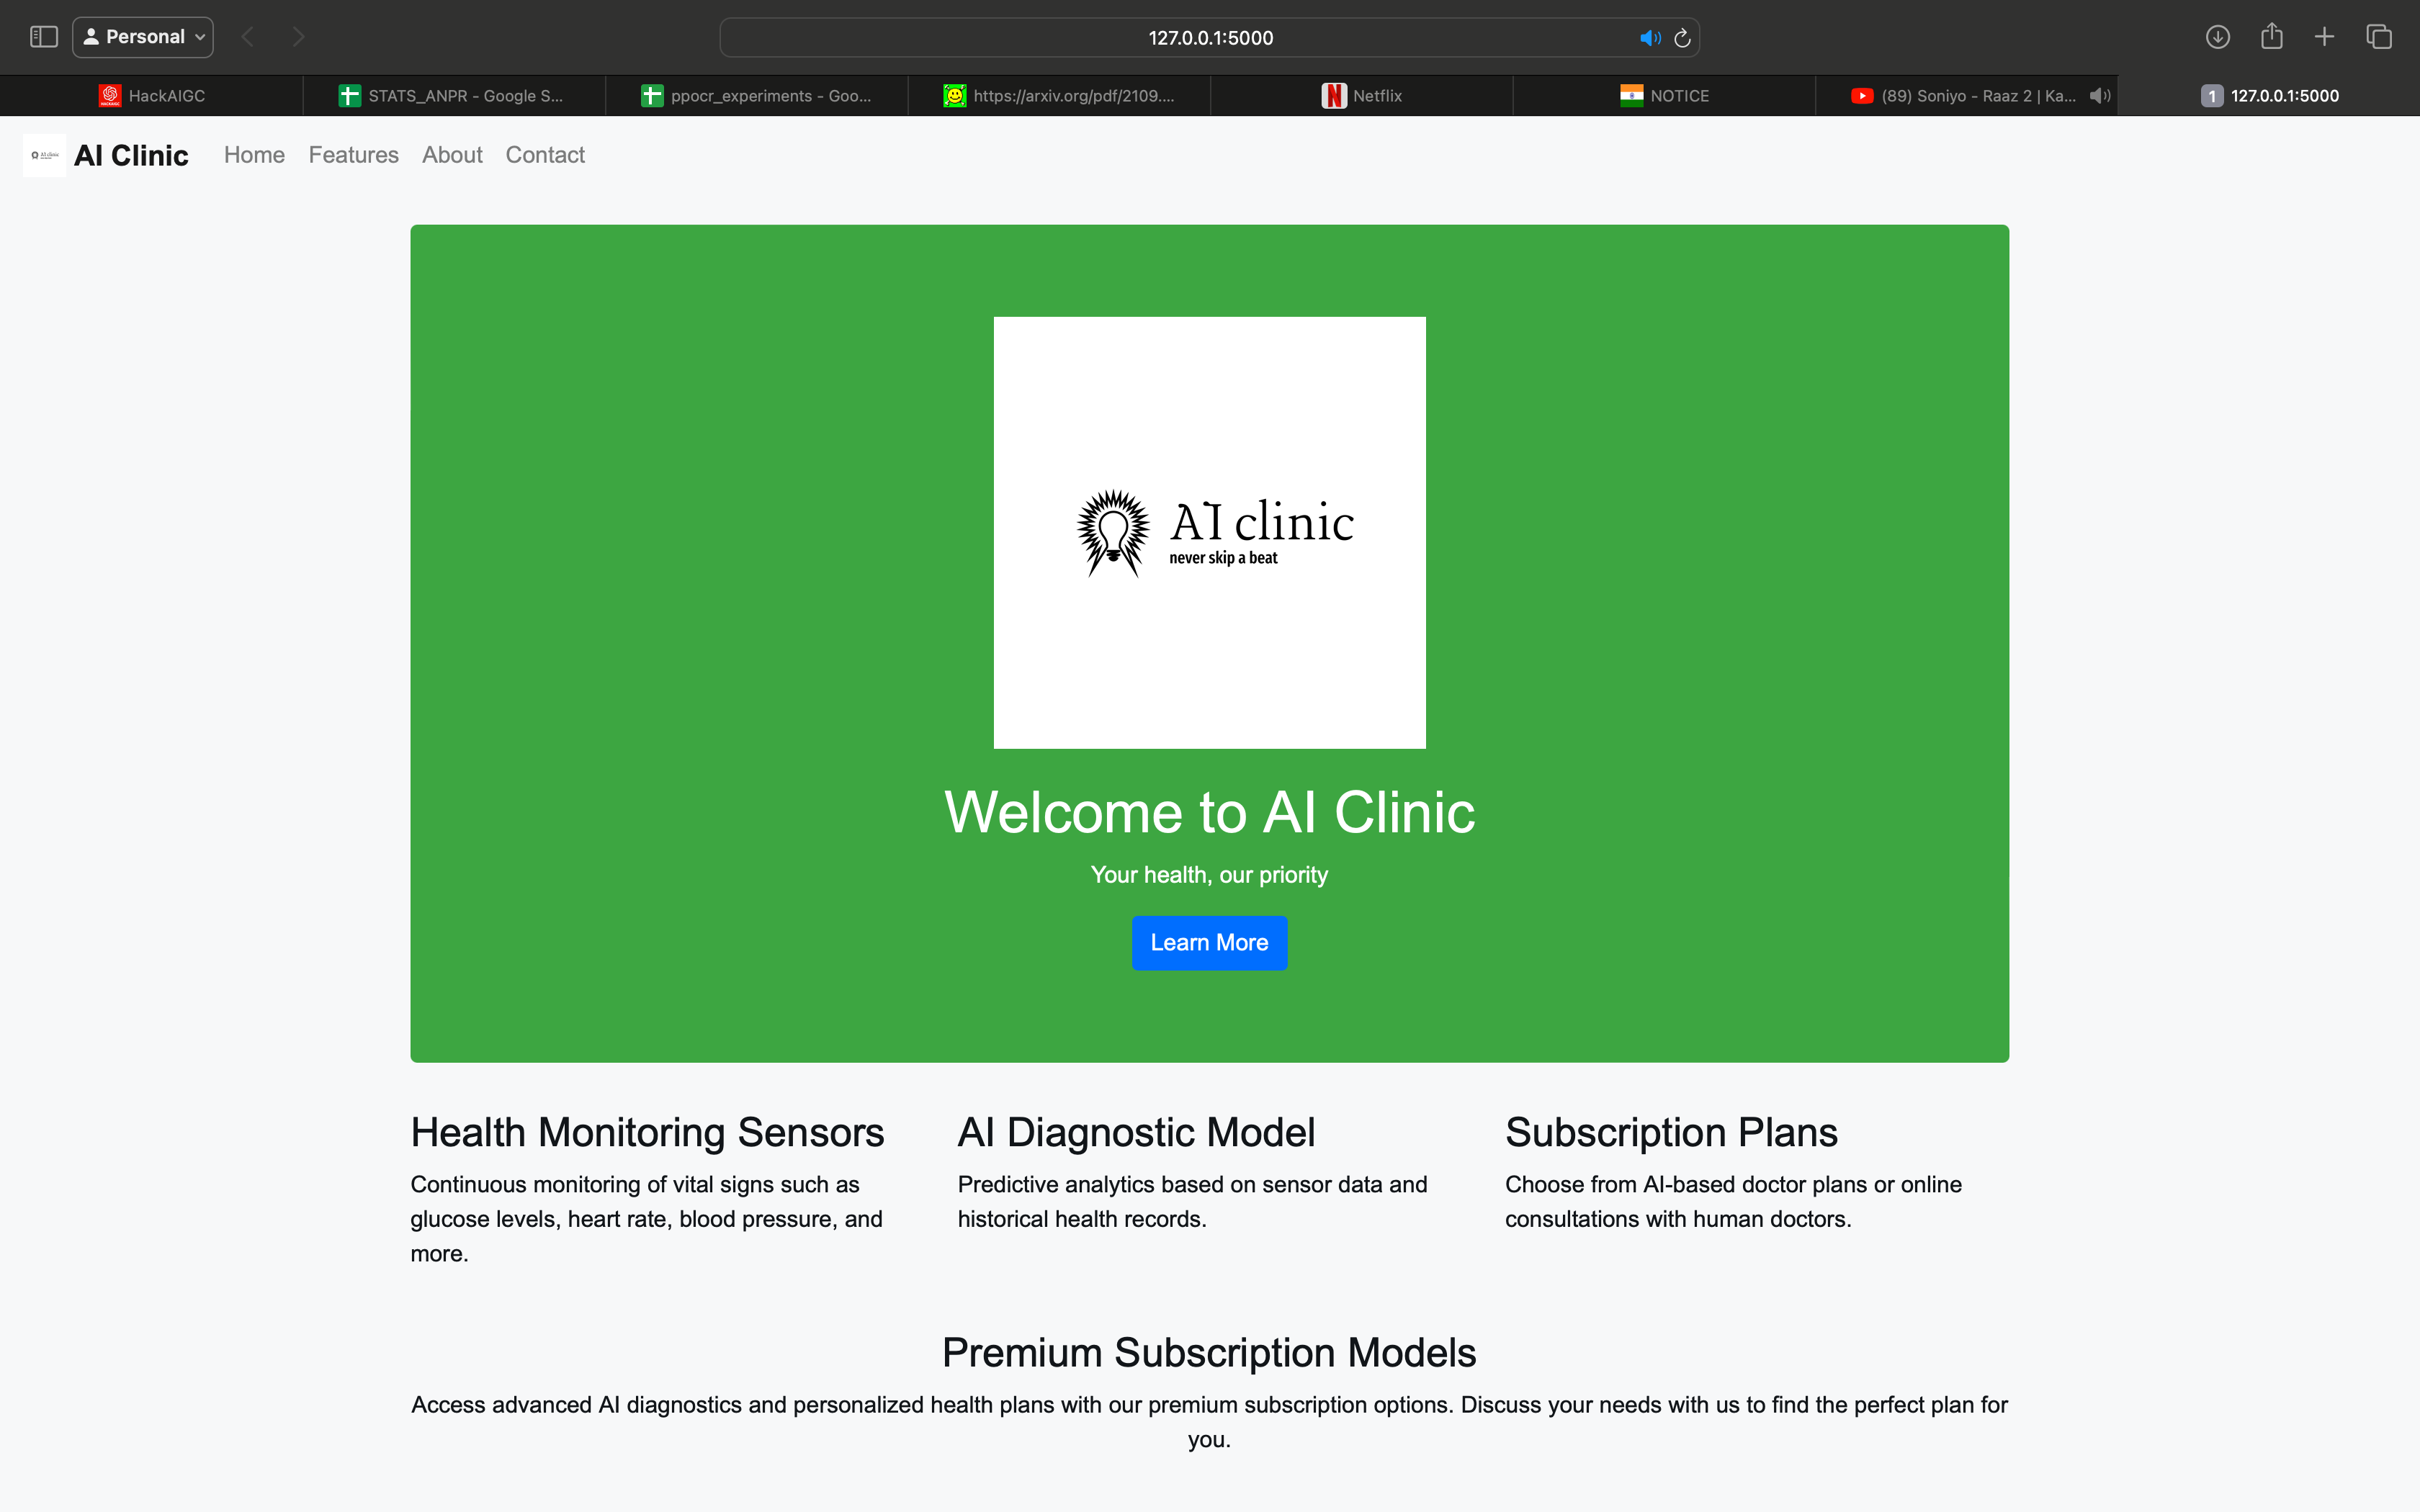 Personal
127.0.0.1:5000
HackAIGC
STATS_ANPR - Google S...
ppocr_experiments - Goo...
https://arxiv.org/pdf/2109....
Netflix
NOTICE
(89) Soniyo - Raaz 2 | Ka...
1 127.0.0.1:5000
AI clinic
AI Clinic
Home
Features
About
Contact
AI clinic
never skip a beat
Welcome to AI Clinic
Your health, our priority
Learn More
Health Monitoring Sensors
Continuous monitoring of vital signs such as
glucose levels, heart rate, blood pressure, and
more.
AI Diagnostic Model
Predictive analytics based on sensor data and
historical health records.
Subscription Plans
Choose from AI-based doctor plans or online
consultations with human doctors.
Premium Subscription Models
Access advanced AI diagnostics and personalized health plans with our premium subscription options. Discuss your needs with us to find the perfect plan for
you.